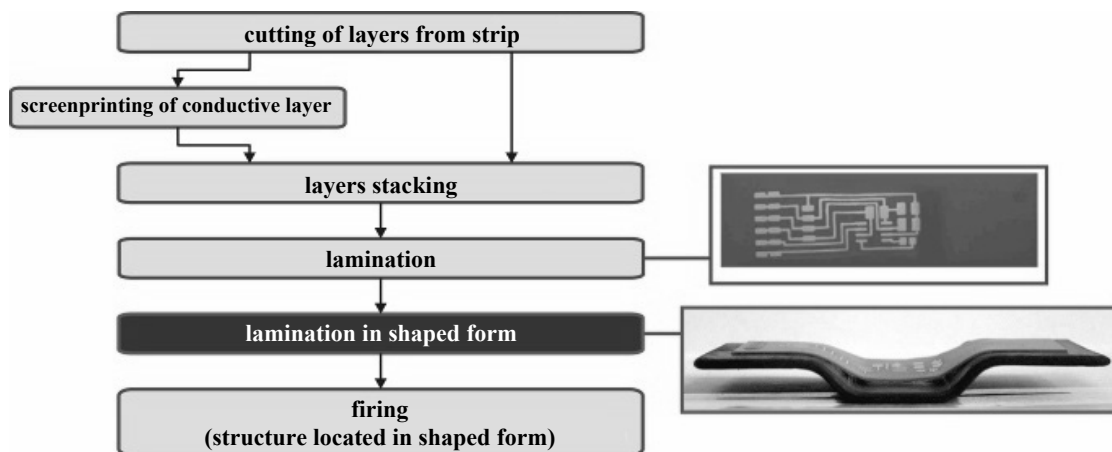 cutting of layers from strip
screenprinting of conductive layer
layers stacking
lamination
lamination in shaped form
firing
(structure located in shaped form)